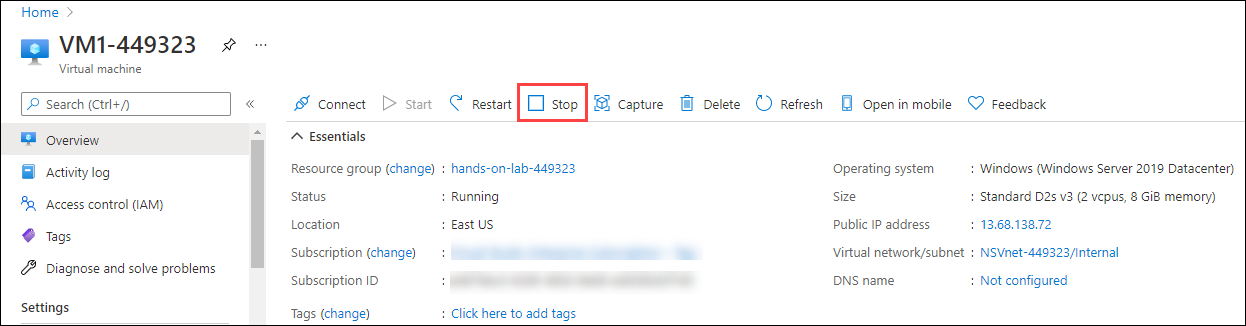 Home >
VM1-449323 ...
Virtual machine
Search (Ctrl+/) «
Connect Start Restart Stop Capture Delete Refresh Open in mobile Feedback
Overview
Activity log
Access control (IAM)
Tags
Diagnose and solve problems
Settings
Essentials
Resource group (change) : hands-on-lab-449323
Status : Running
Location : East US
Subscription (change) :
Subscription ID :
Tags (change) : Click here to add tags
Operating system : Windows (Windows Server 2019 Datacenter)
Size : Standard D2s v3 (2 vcpus, 8 GiB memory)
Public IP address : 13.68.138.72
Virtual network/subnet : NSVnet-449323/Internal
DNS name : Not configured